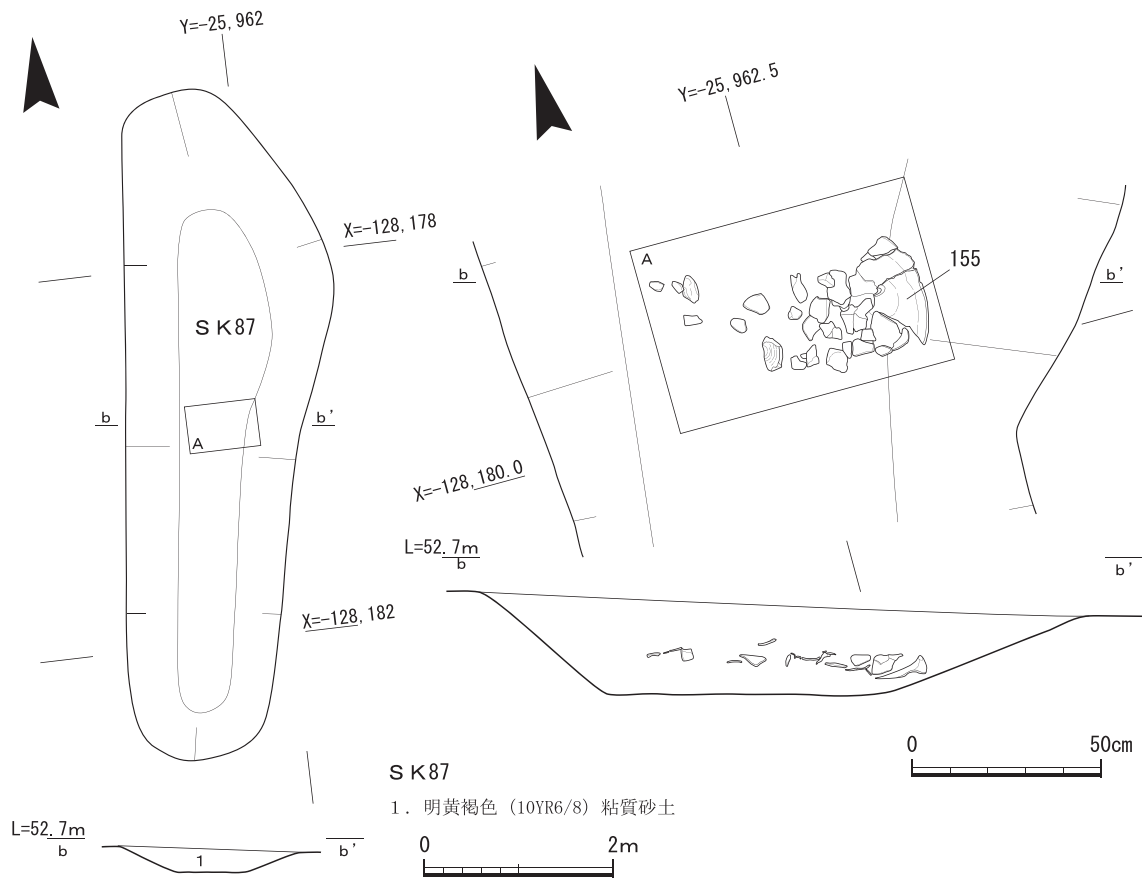 Y=-25,962
X=-128,178
SK87
b
b'
A
X=-128,182
L=52.7m
b
b'
1
Y=-25,962.5
A
155
b
b'
X=-128,180.0
L=52.7m
b
b'
0 50cm
SK87
1. 明黄褐色 (10YR6/8) 粘質砂土
0 2m